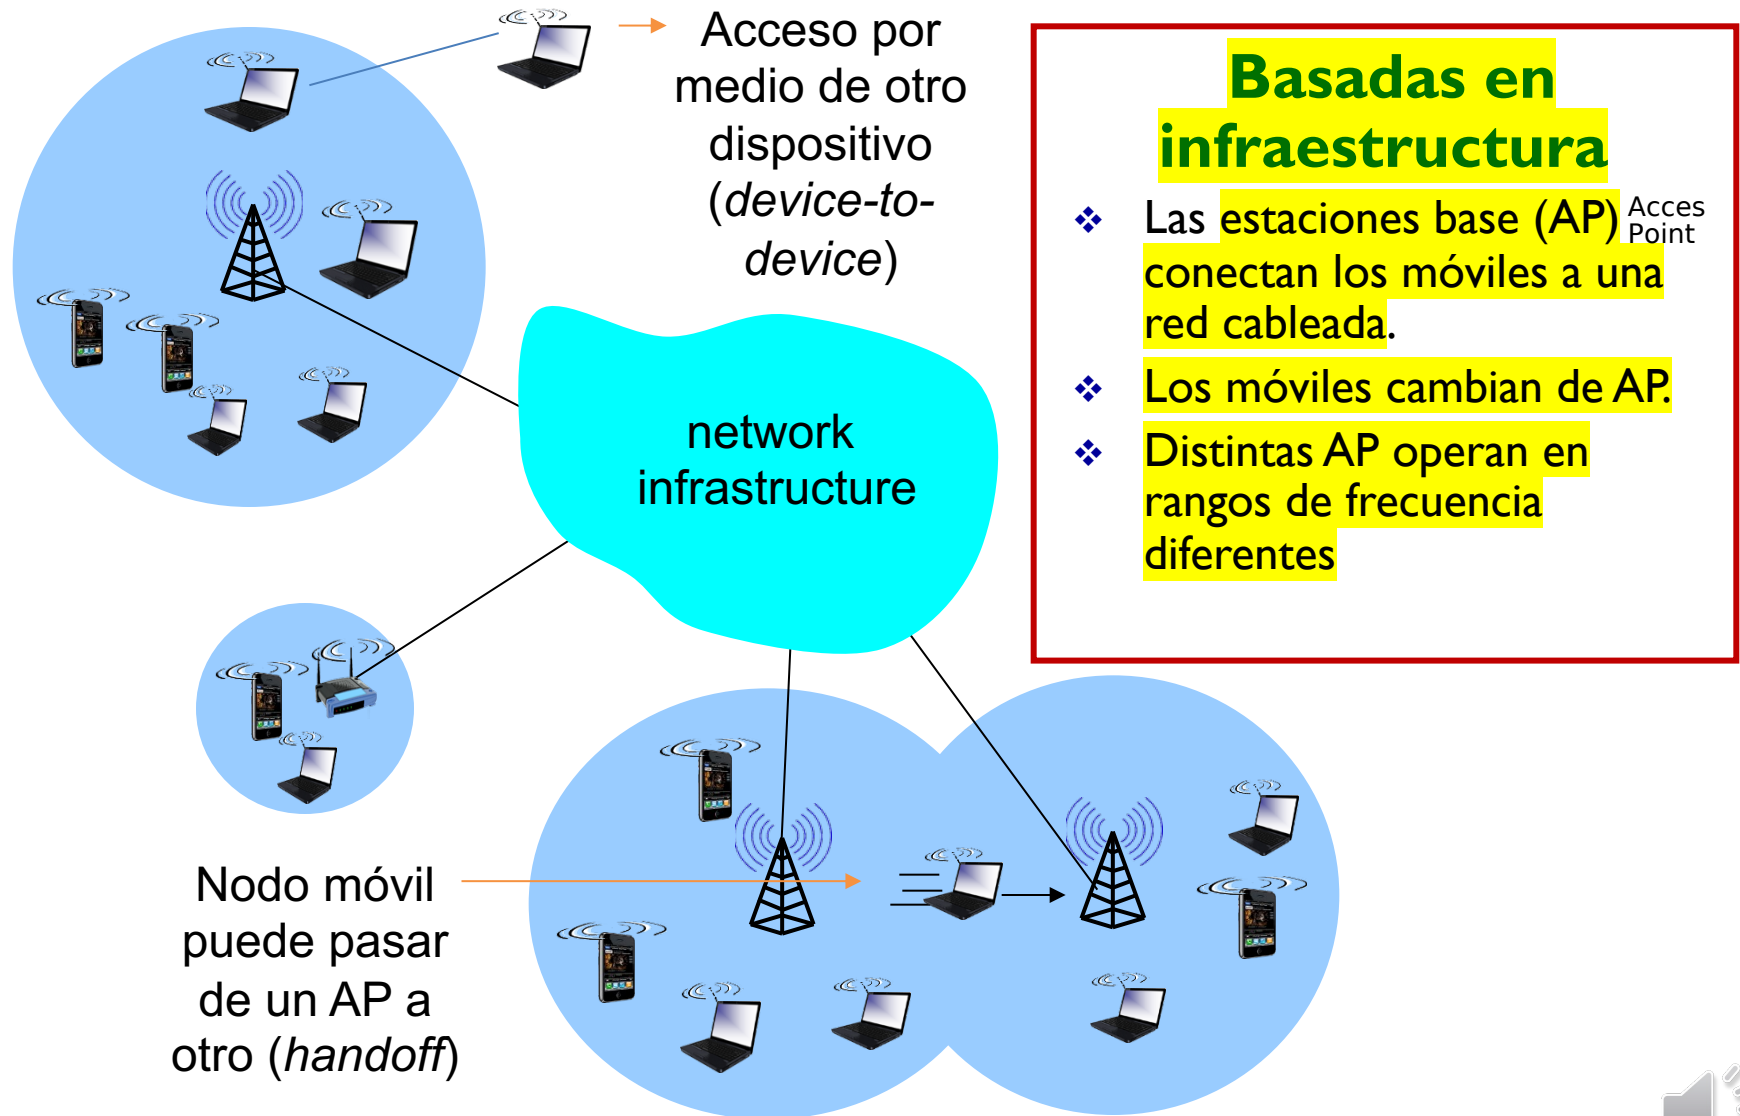 Acceso por
medio de otro
dispositivo
(device-to-
device)
Basadas en
infraestructura
❖ Las estaciones base (AP) Acces
Point
conectan los móviles a una
red cableada.
❖ Los móviles cambian de AP.
❖ Distintas AP operan en
rangos de frecuencia
diferentes
network
infrastructure
Nodo móvil
puede pasar
de un AP a
otro (handoff)